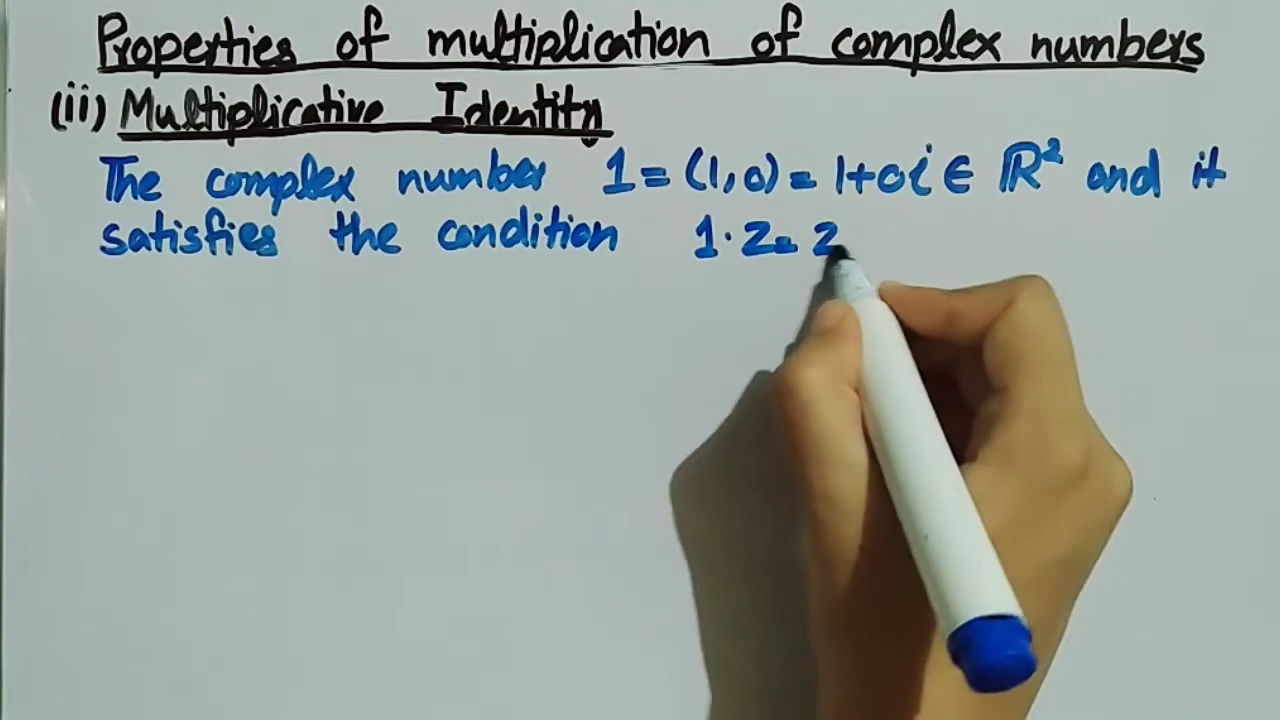 Properties of multiplication of complex numbers
(ii) Multiplicative Identity
The complex number 1 = (1,0) = 1+0i ∈ ℝ² and it
satisfies the condition 1·z = z